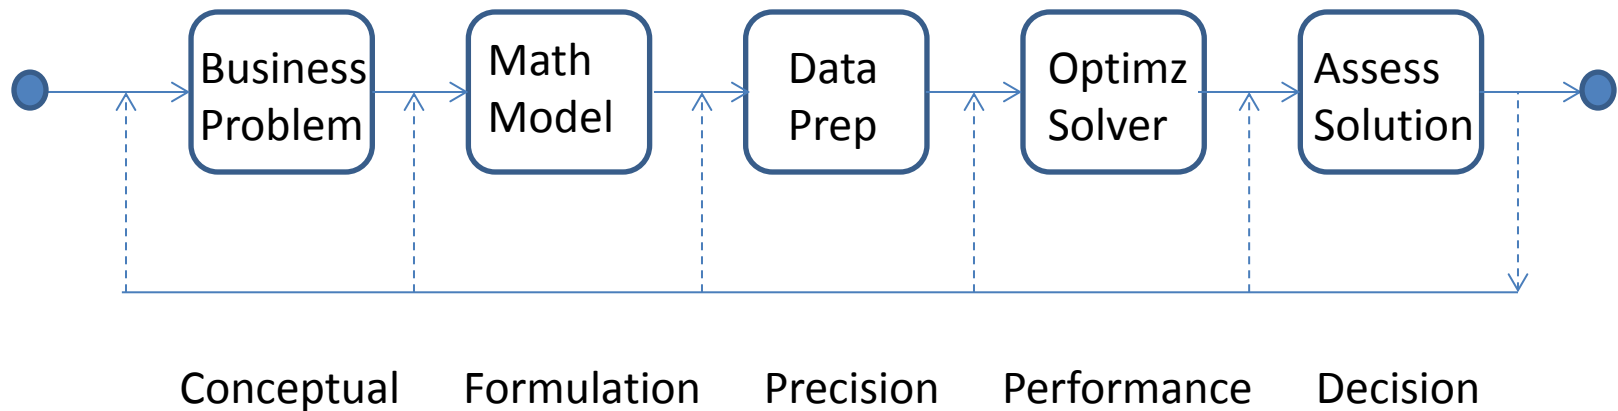 Business
Problem
Math
Model
Data
Prep
Optimz
Solver
Assess
Solution
Conceptual
Formulation
Precision
Performance
Decision